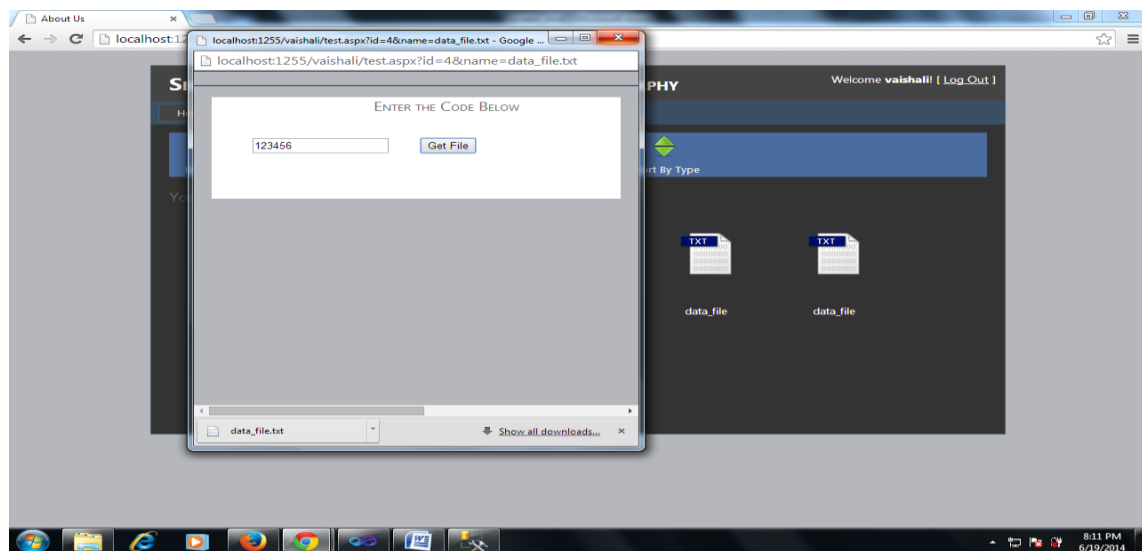 About Us
localhost:12
localhost:1255/vaishali/test.aspx?id=4&name=data_file.txt - Google ...
localhost:1255/vaishali/test.aspx?id=4&name=data_file.txt
PHY
Welcome vaishali! [ Log Out ]
Enter the Code Below
123456
Get File
rt By Type
Yo
TXT
TXT
data_file
data_file
data_file.txt
Show all downloads...
8:11 PM
6/19/2014